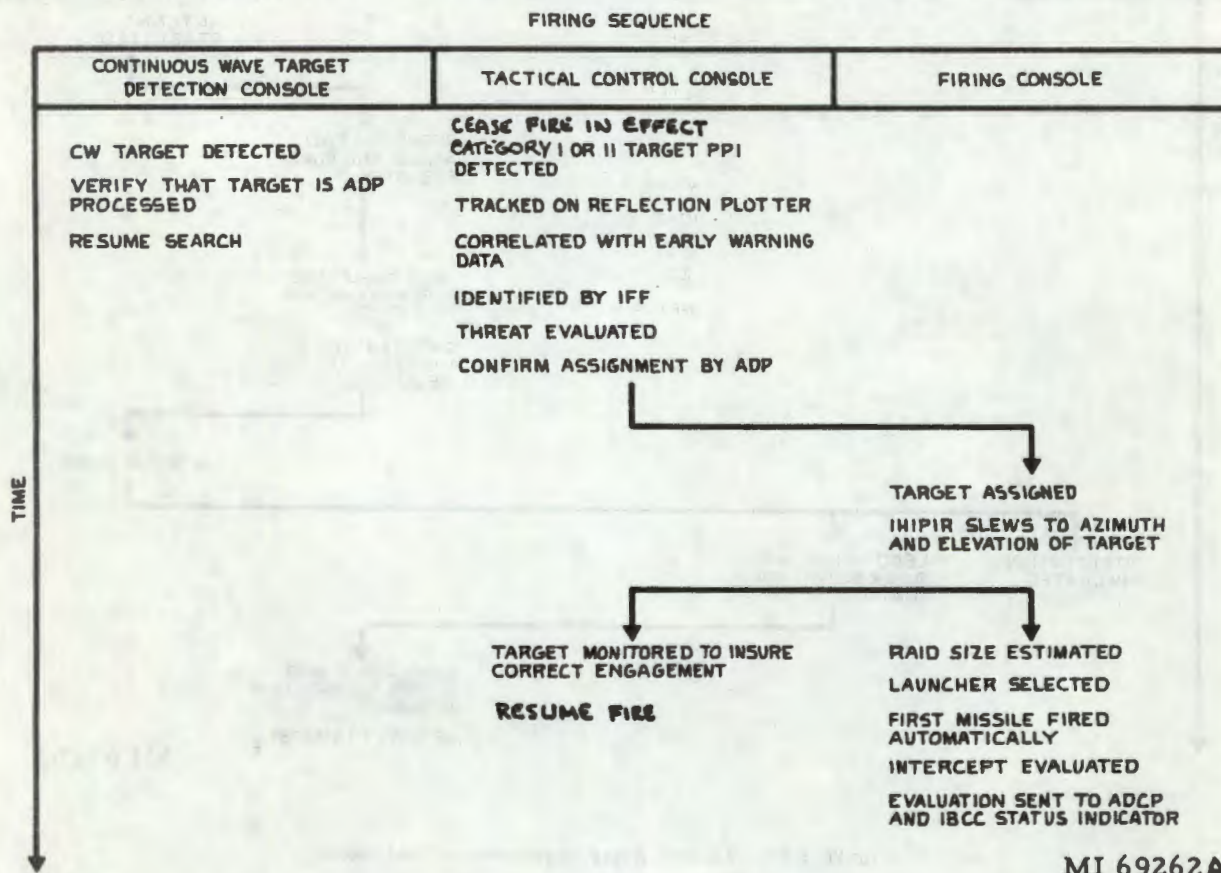 FIRING SEQUENCE
CONTINUOUS WAVE TARGET
DETECTION CONSOLE
TACTICAL CONTROL CONSOLE
FIRING CONSOLE
CW TARGET DETECTED
VERIFY THAT TARGET IS ADP
PROCESSED
RESUME SEARCH
CEASE FIRE IN EFFECT
CATEGORY I OR II TARGET PPI
DETECTED
TRACKED ON REFLECTION PLOTTER
CORRELATED WITH EARLY WARNING
DATA
IDENTIFIED BY IFF
THREAT EVALUATED
CONFIRM ASSIGNMENT BY ADP
TIME
TARGET ASSIGNED
IHIPIR SLEWS TO AZIMUTH
AND ELEVATION OF TARGET
TARGET MONITORED TO INSURE
CORRECT ENGAGEMENT
RESUME FIRE
RAID SIZE ESTIMATED
LAUNCHER SELECTED
FIRST MISSILE FIRED
AUTOMATICALLY
INTERCEPT EVALUATED
EVALUATION SENT TO ADCP
AND IBCC STATUS INDICATOR
MI 69262A